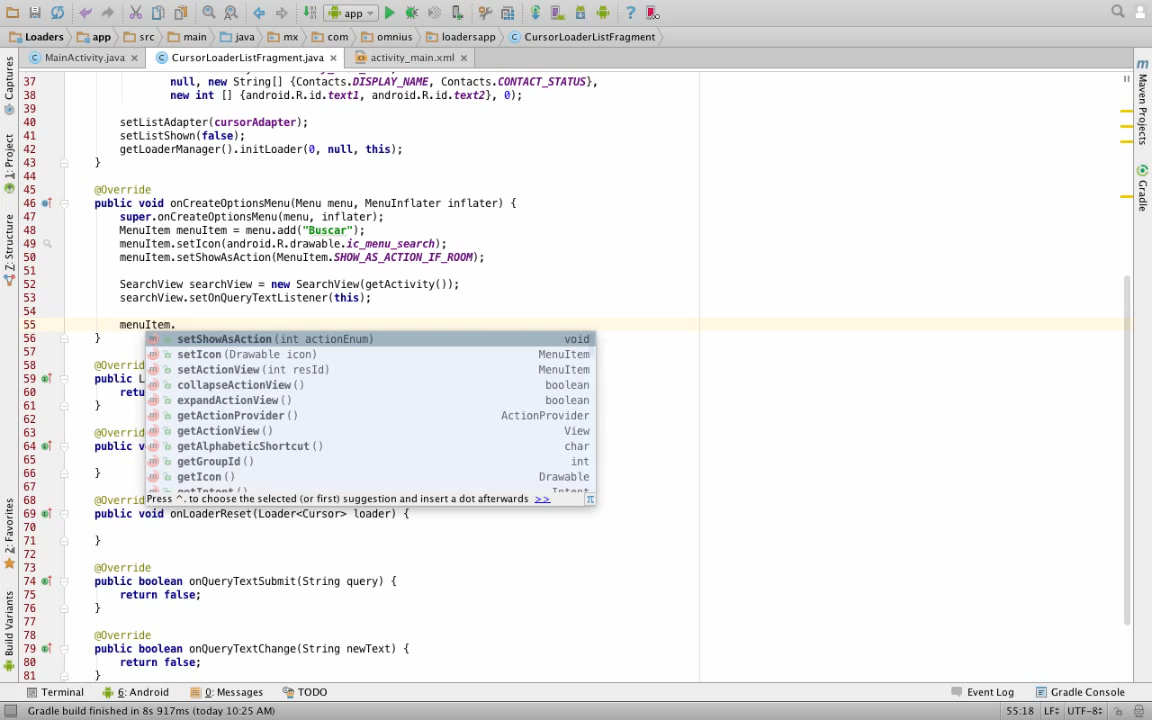 app
Loaders app src main java mx com omnius loadersapp CursorLoaderListFragment
MainActivity.java CursorLoaderListFragment.java activity_main.xml
Captures
1: Project
Z: Structure
2: Favorites
Build Variants
Maven Projects
Gradle
37 null, new String[] {Contacts.DISPLAY_NAME, Contacts.CONTACT_STATUS},
38 new int [] {android.R.id.text1, android.R.id.text2}, 0);
39
40 setListAdapter(cursorAdapter);
41 setListShown(false);
42 getLoaderManager().initLoader(0, null, this);
43 }
44
45 @Override
46 public void onCreateOptionsMenu(Menu menu, MenuInflater inflater) {
47 super.onCreateOptionsMenu(menu, inflater);
48 MenuItem menuItem = menu.add("Buscar");
49 menuItem.setIcon(android.R.drawable.ic_menu_search);
50 menuItem.setShowAsAction(MenuItem.SHOW_AS_ACTION_IF_ROOM);
51
52 SearchView searchView = new SearchView(getActivity());
53 searchView.setOnQueryTextListener(this);
54
55 menuItem.
56 }
setShowAsAction(int actionEnum) void
setIcon(Drawable icon) MenuItem
setActionView(int resId) MenuItem
collapseActionView() boolean
expandActionView() boolean
getActionProvider() ActionProvider
getActionView() View
getAlphabeticShortcut() char
getGroupId() int
getIcon() Drawable
getIntent() Intent
Press ^. to choose the selected (or first) suggestion and insert a dot afterwards >> π
57
58 @Overrid
59 public L
60 retu
61 }
62
63 @Overrid
64 public v
65
66 }
67
68 @Overrid
69 public void onLoaderReset(Loader<Cursor> loader) {
70
71 }
72
73 @Override
74 public boolean onQueryTextSubmit(String query) {
75 return false;
76 }
77
78 @Override
79 public boolean onQueryTextChange(String newText) {
80 return false;
81 }
Terminal 6: Android 0: Messages TODO Event Log Gradle Console
Gradle build finished in 8s 917ms (today 10:25 AM) 55:18 LF÷ UTF-8÷